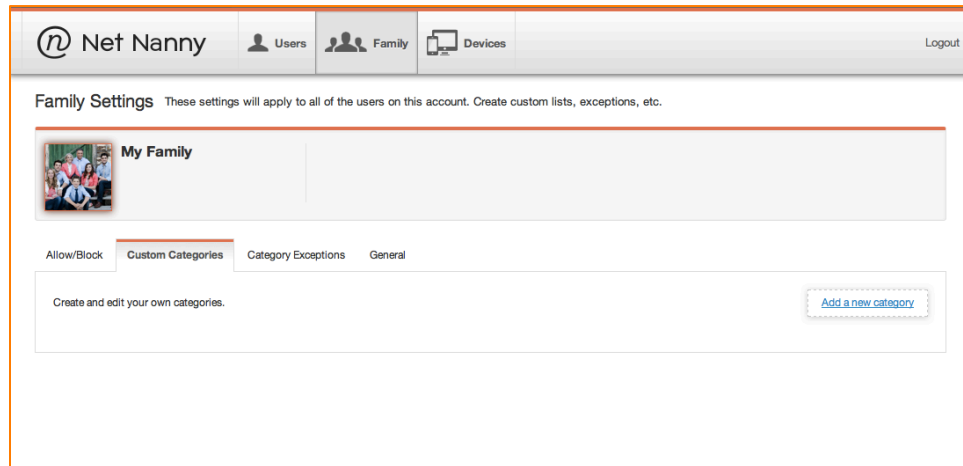 Net Nanny
Users
Family
Devices
Logout
Family Settings These settings will apply to all of the users on this account. Create custom lists, exceptions, etc.
My Family
Allow/Block Custom Categories Category Exceptions General
Create and edit your own categories. Add a new category